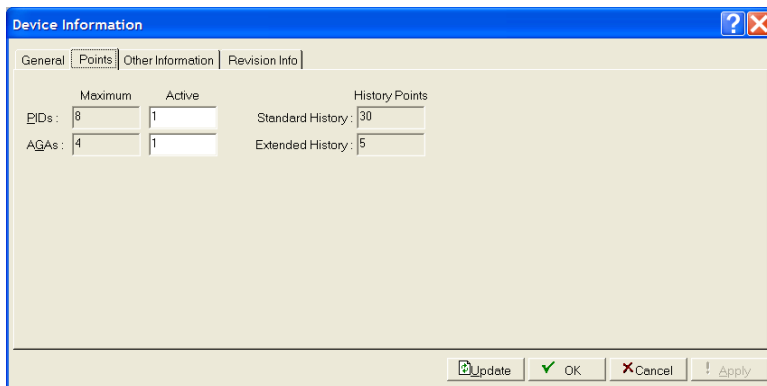 Device Information
General Points Other Information Revision Info
Maximum Active History Points
PIDs : 8 1 Standard History : 30
AGAs : 4 1 Extended History : 5
Update OK Cancel ! Apply